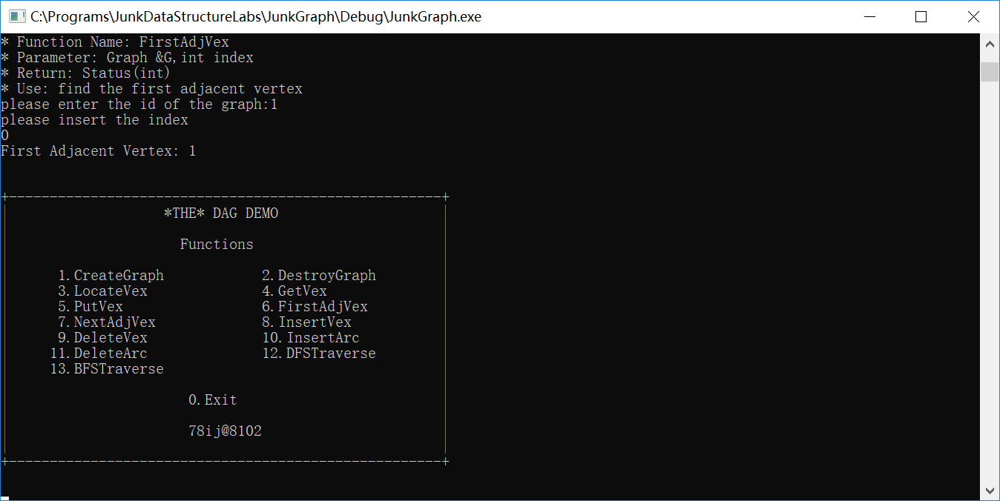 C:\Programs\JunkDataStructureLabs\JunkGraph\Debug\JunkGraph.exe
* Function Name: FirstAdjVex
* Parameter: Graph &G,int index
* Return: Status(int)
* Use: find the first adjacent vertex
please enter the id of the graph:1
please insert the index
0
First Adjacent Vertex: 1
+-----------------------------------------------------+
*THE* DAG DEMO
Functions
1.CreateGraph 2.DestroyGraph
3.LocateVex 4.GetVex
5.PutVex 6.FirstAdjVex
7.NextAdjVex 8.InsertVex
9.DeleteVex 10.InsertArc
11.DeleteArc 12.DFSTraverse
13.BFSTraverse
0.Exit
78ij@8102
+-----------------------------------------------------+